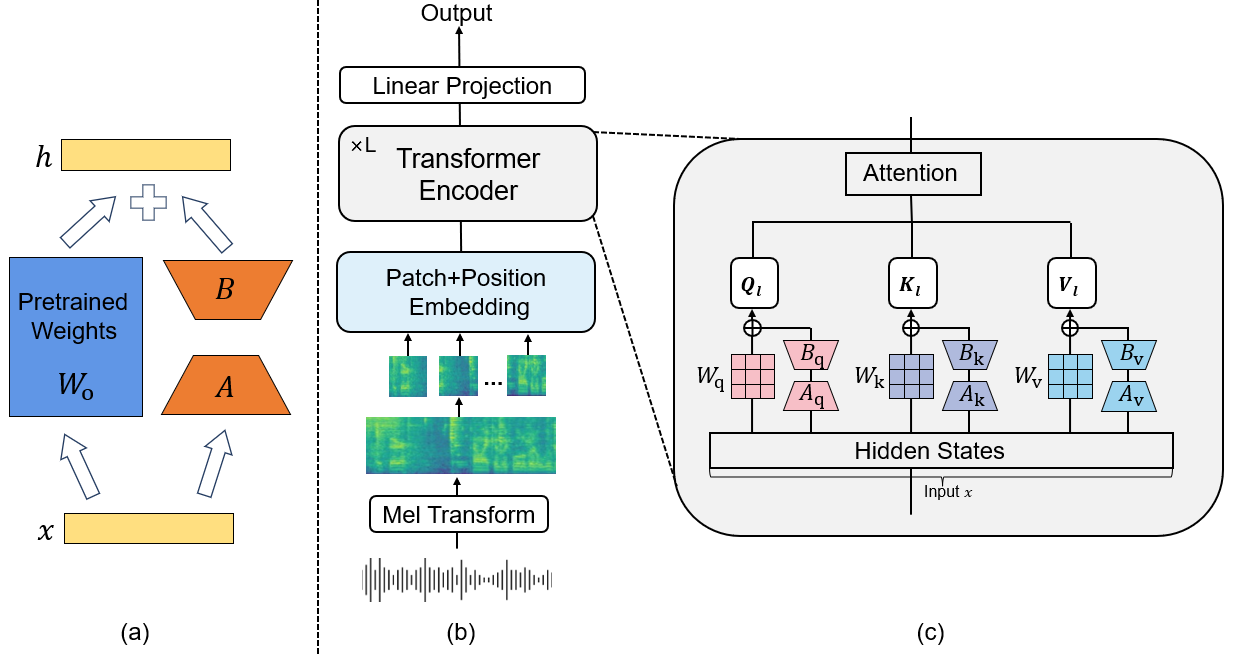 h
Pretrained
Weights
W₀
B
A
x
(a)
Output
Linear Projection
×L
Transformer
Encoder
Patch+Position
Embedding
...
Mel Transform
(b)
Attention
Q_l K_l V_l
W_q B_q W_k B_k W_v B_v
A_q A_k A_v
Hidden States
Input x
(c)